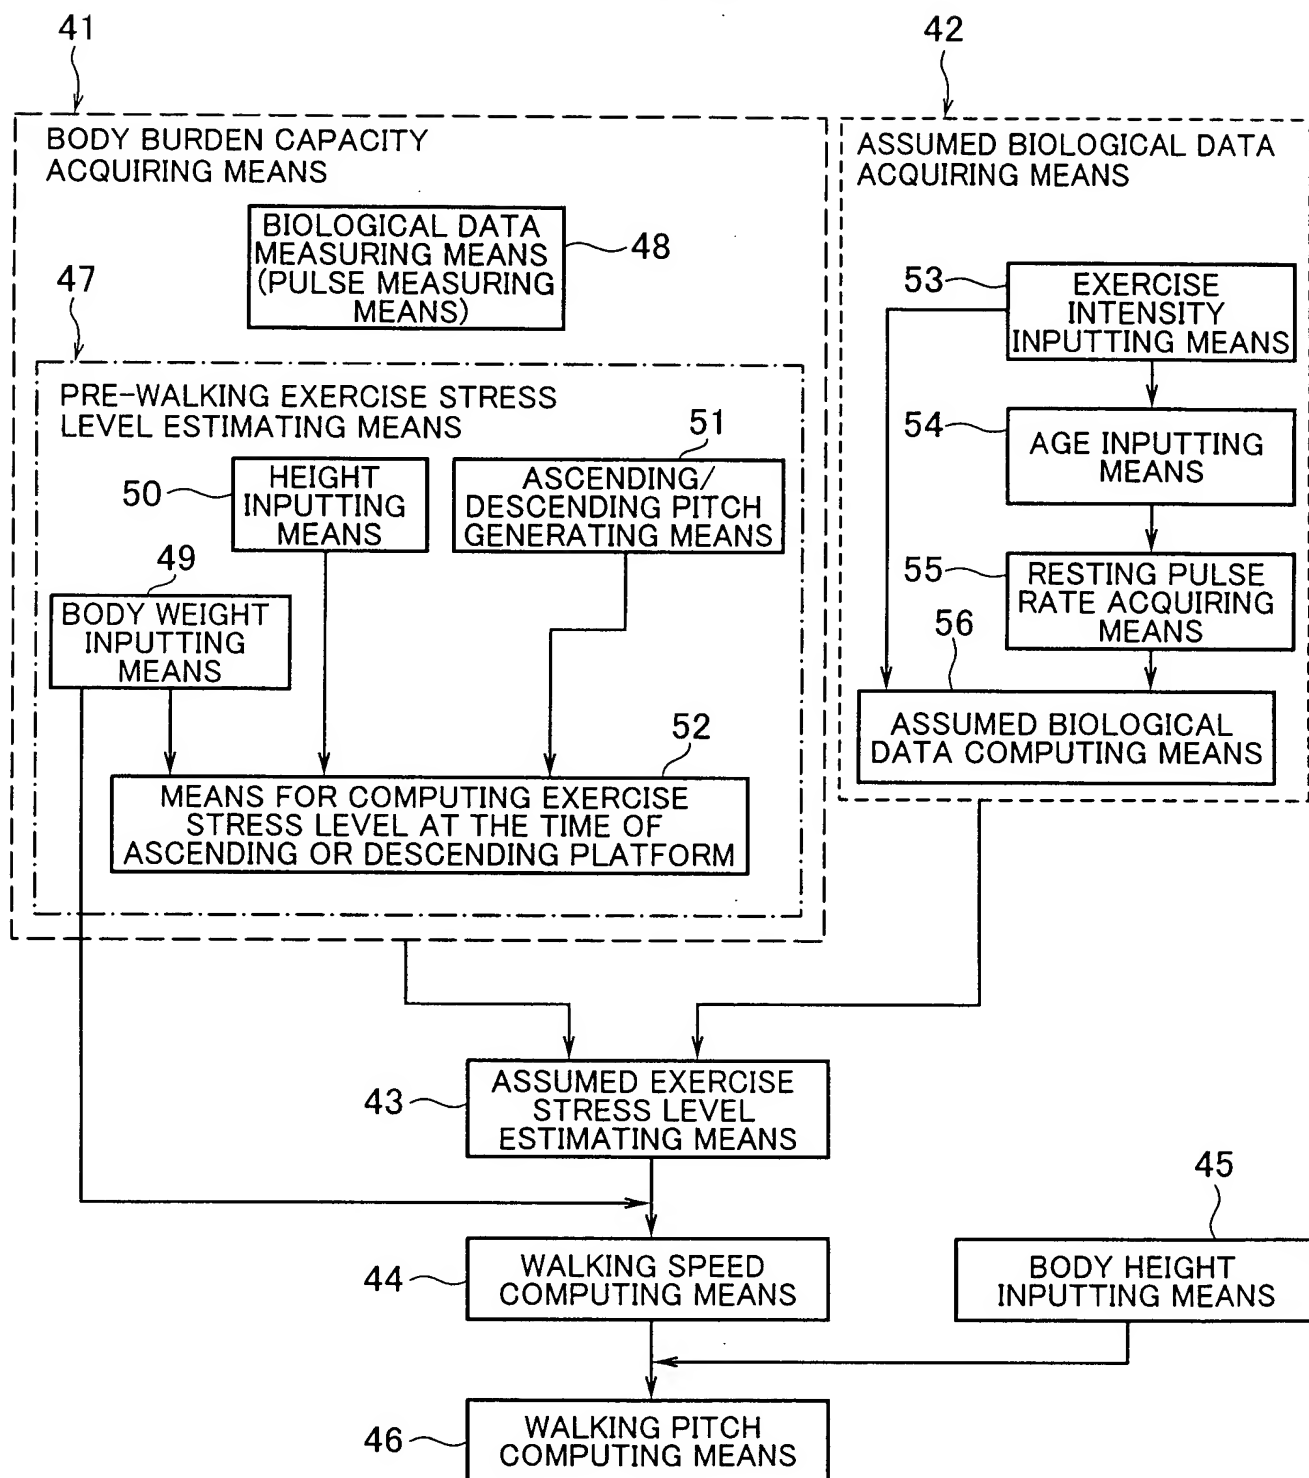 41
42
BODY BURDEN CAPACITY
ACQUIRING MEANS
ASSUMED BIOLOGICAL DATA
ACQUIRING MEANS
BIOLOGICAL DATA
MEASURING MEANS
(PULSE MEASURING
MEANS)
48
47
53
EXERCISE
INTENSITY
INPUTTING MEANS
PRE-WALKING EXERCISE STRESS
LEVEL ESTIMATING MEANS
54
AGE INPUTTING
MEANS
50
HEIGHT
INPUTTING
MEANS
51
ASCENDING/
DESCENDING PITCH
GENERATING MEANS
49
BODY WEIGHT
INPUTTING
MEANS
55
RESTING PULSE
RATE ACQUIRING
MEANS
56
ASSUMED BIOLOGICAL
DATA COMPUTING MEANS
52
MEANS FOR COMPUTING EXERCISE
STRESS LEVEL AT THE TIME OF
ASCENDING OR DESCENDING PLATFORM
43
ASSUMED EXERCISE
STRESS LEVEL
ESTIMATING MEANS
45
44
WALKING SPEED
COMPUTING MEANS
BODY HEIGHT
INPUTTING MEANS
46
WALKING PITCH
COMPUTING MEANS